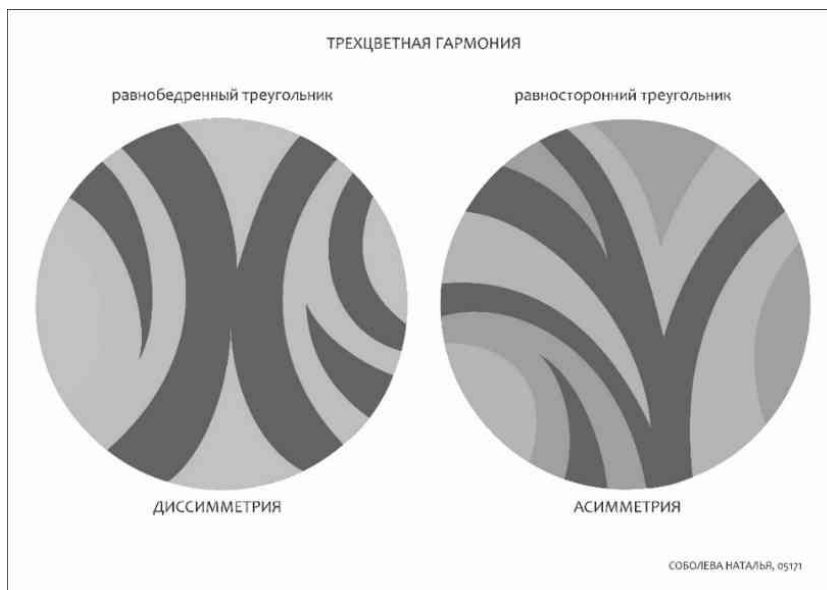 ТРЕХЦВЕТНАЯ ГАРМОНИЯ
равнобедренный треугольник
равносторонний треугольник
ДИССИММЕТРИЯ
АСИММЕТРИЯ
СОБОЛЕВА НАТАЛЬЯ, 05171